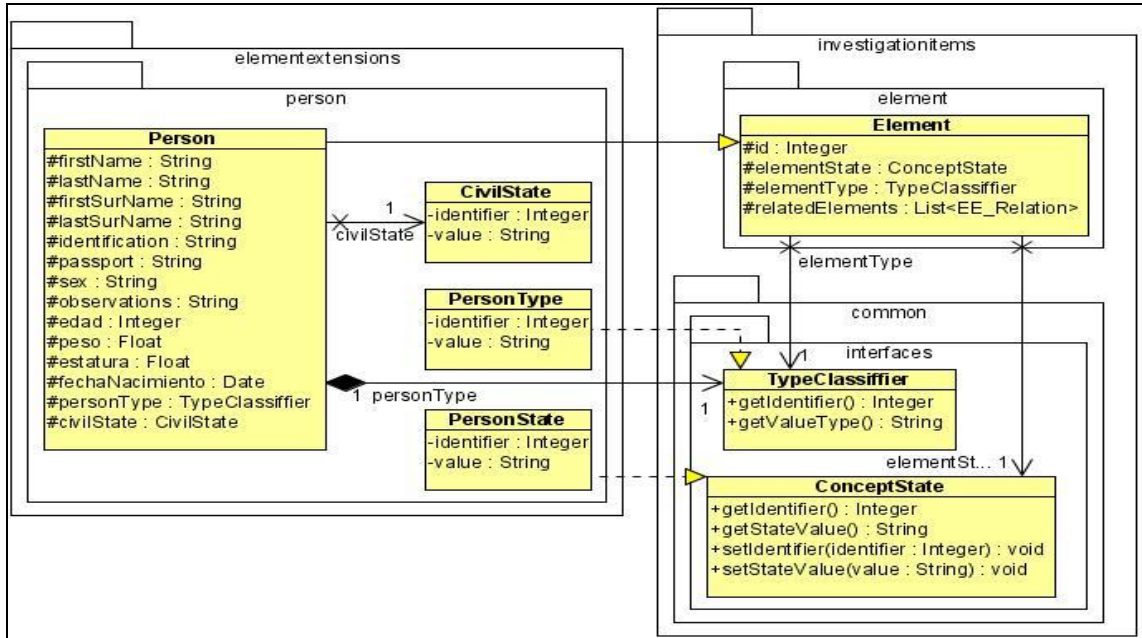 elementextensions
person
Person
#firstName : String
#lastName : String
#firstSurName : String
#lastSurName : String
#identification : String
#passport : String
#sex : String
#observations : String
#edad : Integer
#peso : Float
#estatura : Float
#fechaNacimiento : Date
#personType : TypeClassiffier
#civilState : CivilState
1
civilState
CivilState
-identifier : Integer
-value : String
PersonType
-identifier : Integer
-value : String
1 personType
1
PersonState
-identifier : Integer
-value : String
investigationitems
element
Element
#id : Integer
#elementState : ConceptState
#elementType : TypeClassiffier
#relatedElements : List<EE_Relation>
elementType
common
interfaces
1
TypeClassiffier
+getIdentifier() : Integer
+getValueType() : String
elementSt... 1
ConceptState
+getIdentifier() : Integer
+getStateValue() : String
+setIdentifier(identifier : Integer) : void
+setStateValue(value : String) : void